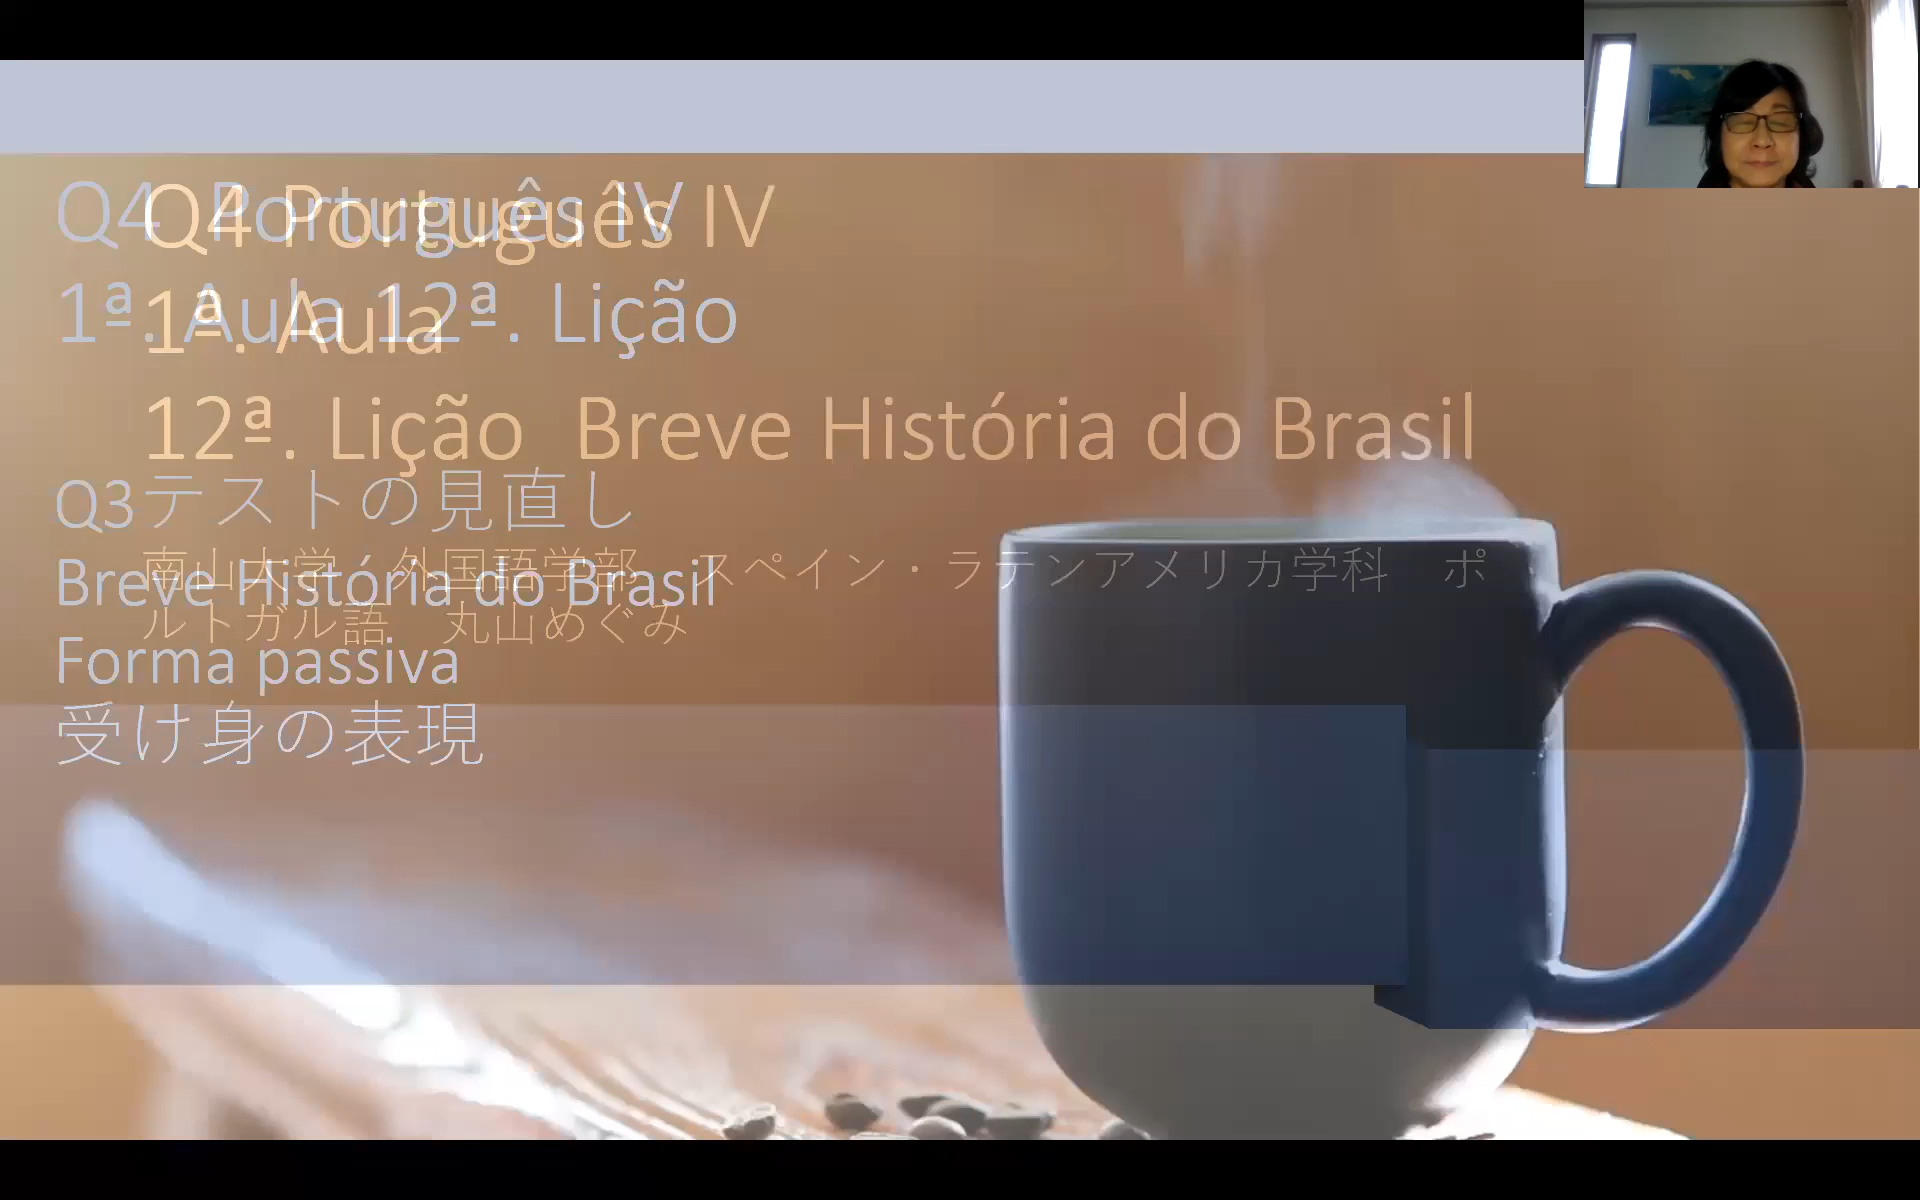 Q4 Português IV
1ª. Aula
12ª. Lição Breve História do Brasil
南山大学 外国語学部 スペイン・ラテンアメリカ学科 ポ
ルトガル語 丸山めぐみ
Q4 Português IV
1ª. Aula 12ª. Lição
Q3テストの見直し
Breve História do Brasil
Forma passiva
受け身の表現